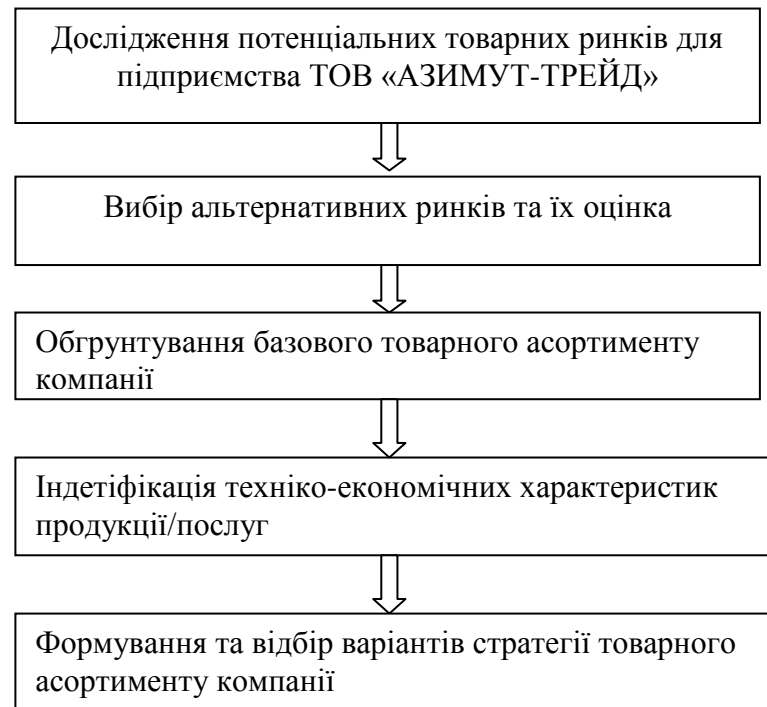 Дослідження потенціальних товарних ринків для
підприємства ТОВ «АЗИМУТ-ТРЕЙД»
Вибір альтернативних ринків та їх оцінка
Обгрунтування базового товарного асортименту
компанії
Індетіфікація техніко-економічних характеристик
продукції/послуг
Формування та відбір варіантів стратегії товарного
асортименту компанії